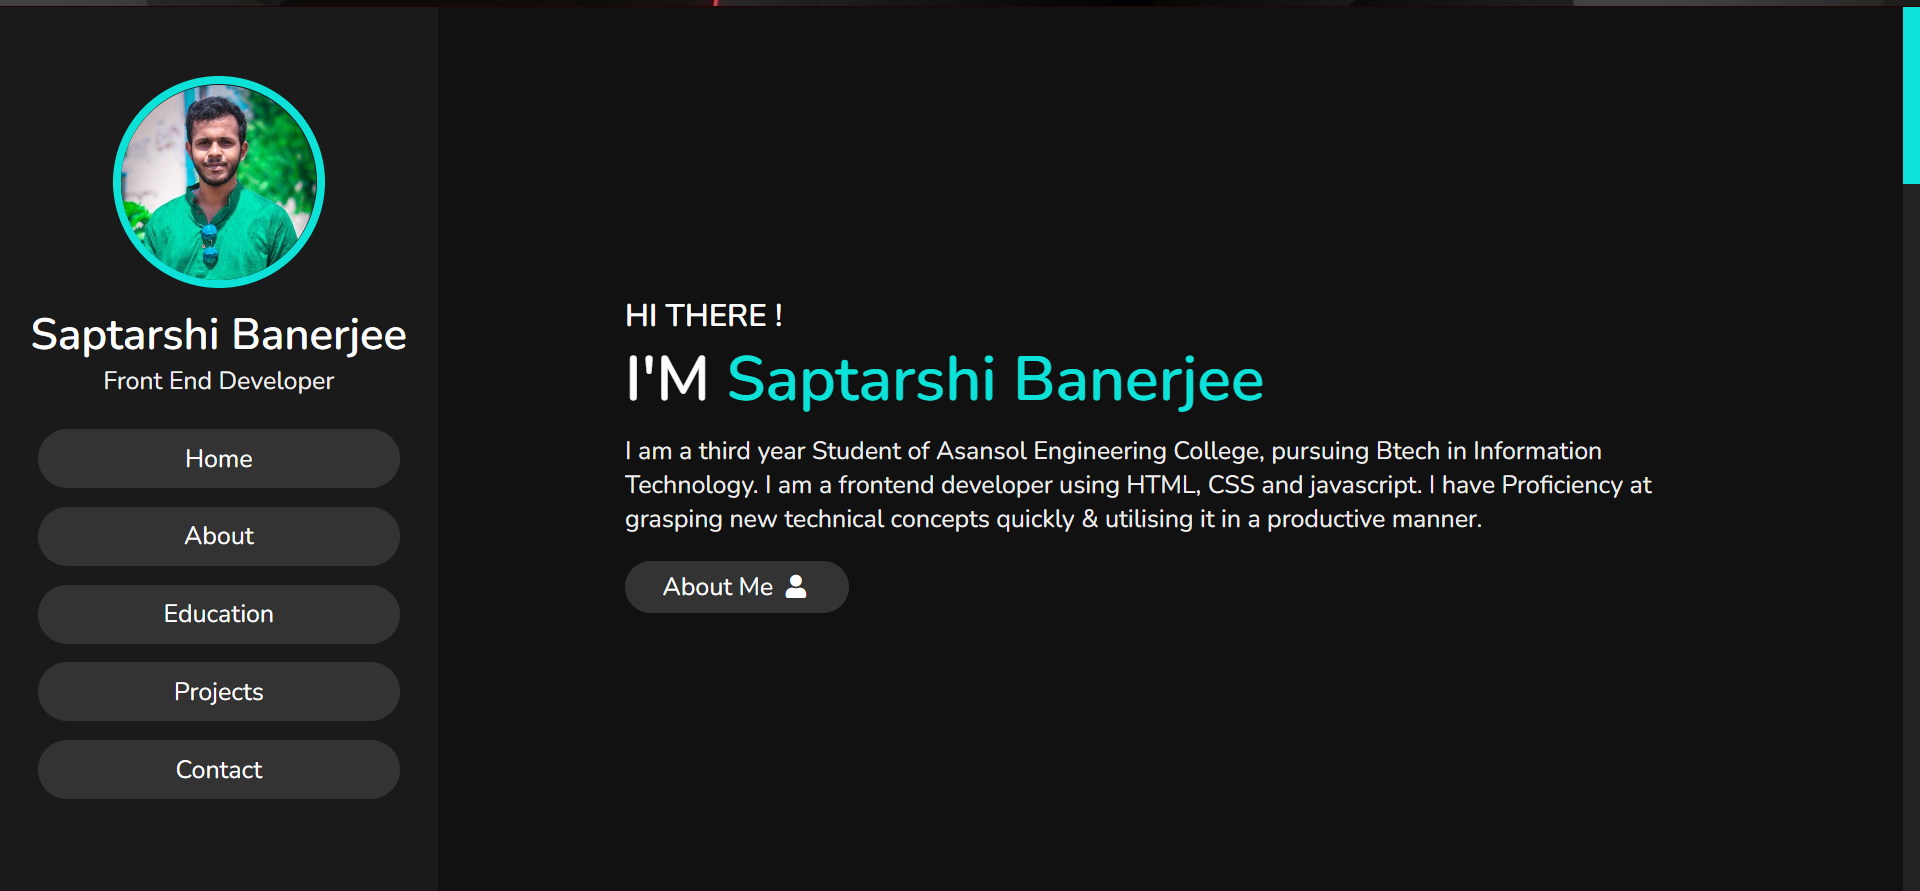 Saptarshi Banerjee
Front End Developer
Home
About
Education
Projects
Contact
HI THERE !
I'M Saptarshi Banerjee
I am a third year Student of Asansol Engineering College, pursuing Btech in Information
Technology. I am a frontend developer using HTML, CSS and javascript. I have Proficiency at
grasping new technical concepts quickly & utilising it in a productive manner.
About Me